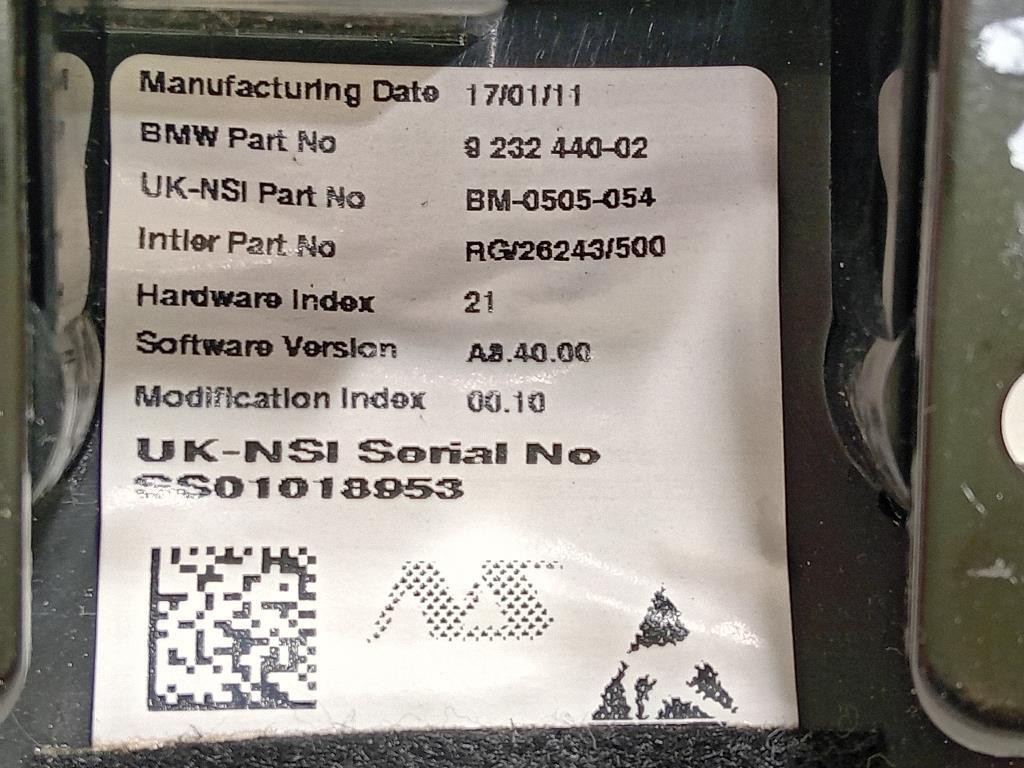 Manufacturing Date 17/01/11
BMW Part No 9 232 440-02
UK-NSI Part No BM-0505-054
Intier Part No RG/26243/500
Hardware Index 21
Software Version A8.40.00
Modification Index 00.10
UK-NSI Serial No
SS01018953
NS